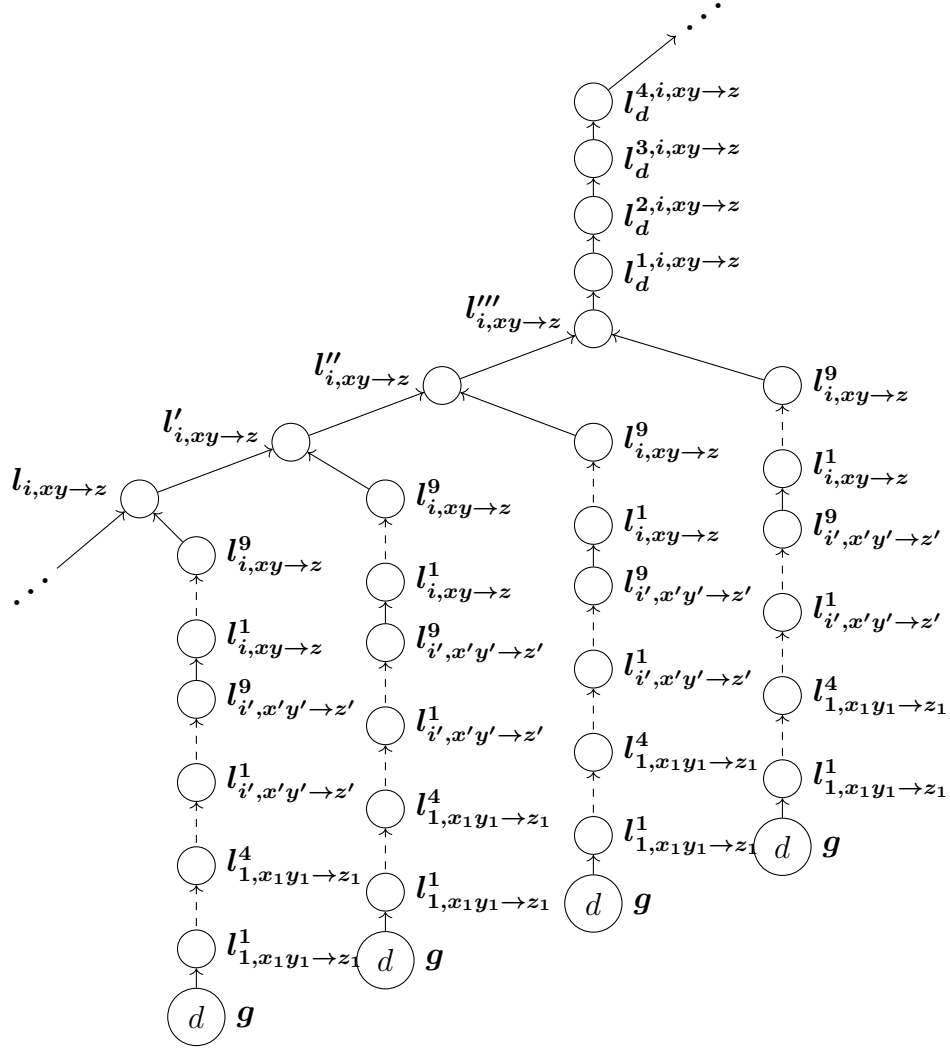 ⋰
l_d^{4,i,xy→z}
l_d^{3,i,xy→z}
l_d^{2,i,xy→z}
l_d^{1,i,xy→z}
l'''_{i,xy→z}
l''_{i,xy→z}
l^9_{i,xy→z}
l'_{i,xy→z}
l^9_{i,xy→z}
l^1_{i,xy→z}
l_{i,xy→z}
l^9_{i,xy→z}
l^1_{i,xy→z}
l^9_{i',x'y'→z'}
l^9_{i,xy→z}
l^1_{i,xy→z}
l^9_{i',x'y'→z'}
l^1_{i',x'y'→z'}
⋰
l^1_{i,xy→z}
l^9_{i',x'y'→z'}
l^1_{i',x'y'→z'}
l^4_{1,x_1y_1→z_1}
l^9_{i',x'y'→z'}
l^1_{i',x'y'→z'}
l^4_{1,x_1y_1→z_1}
l^1_{1,x_1y_1→z_1}
l^1_{i',x'y'→z'}
l^4_{1,x_1y_1→z_1}
l^1_{1,x_1y_1→z_1}
d g
l^4_{1,x_1y_1→z_1}
l^1_{1,x_1y_1→z_1}
d g
l^1_{1,x_1y_1→z_1}
d g
d g